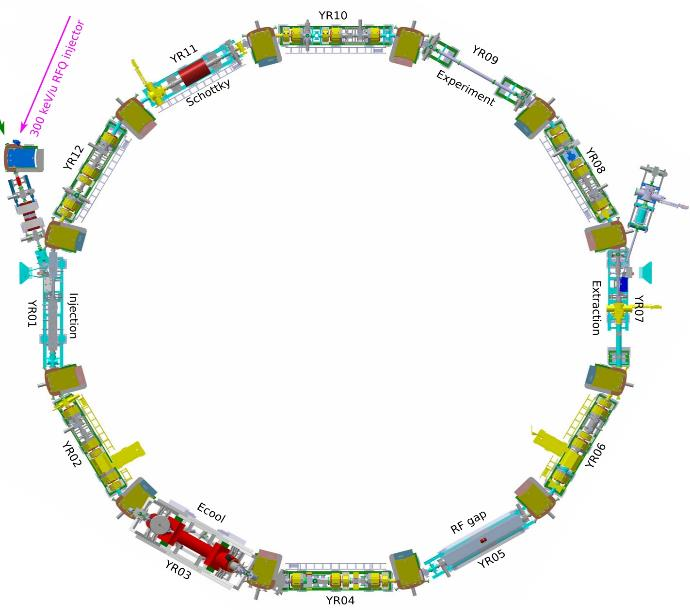 YR10
YR11
Schottky
YR09
Experiment
300 keV/u RFQ injector
YR12
YR08
YR01
Injection
Extraction
YR07
YR02
YR06
Ecool
YR03
RF gap
YR05
YR04